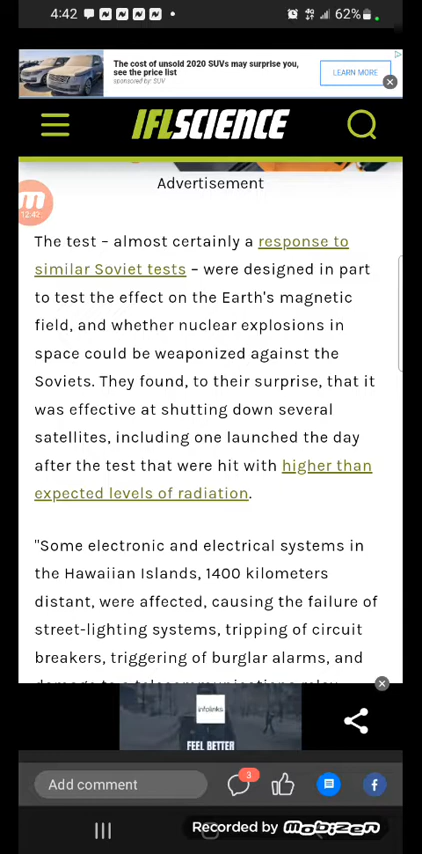 4:42
62%
The cost of unsold 2020 SUVs may surprise you,
see the price list
sponsored by: SUV
LEARN MORE
IFLSCIENCE
Advertisement
12:42
The test – almost certainly a response to
similar Soviet tests – were designed in part
to test the effect on the Earth's magnetic
field, and whether nuclear explosions in
space could be weaponized against the
Soviets. They found, to their surprise, that it
was effective at shutting down several
satellites, including one launched the day
after the test that were hit with higher than
expected levels of radiation.
"Some electronic and electrical systems in
the Hawaiian Islands, 1400 kilometers
distant, were affected, causing the failure of
street-lighting systems, tripping of circuit
breakers, triggering of burglar alarms, and
infolinks
FEEL BETTER
Add comment
3
Recorded by mobizen